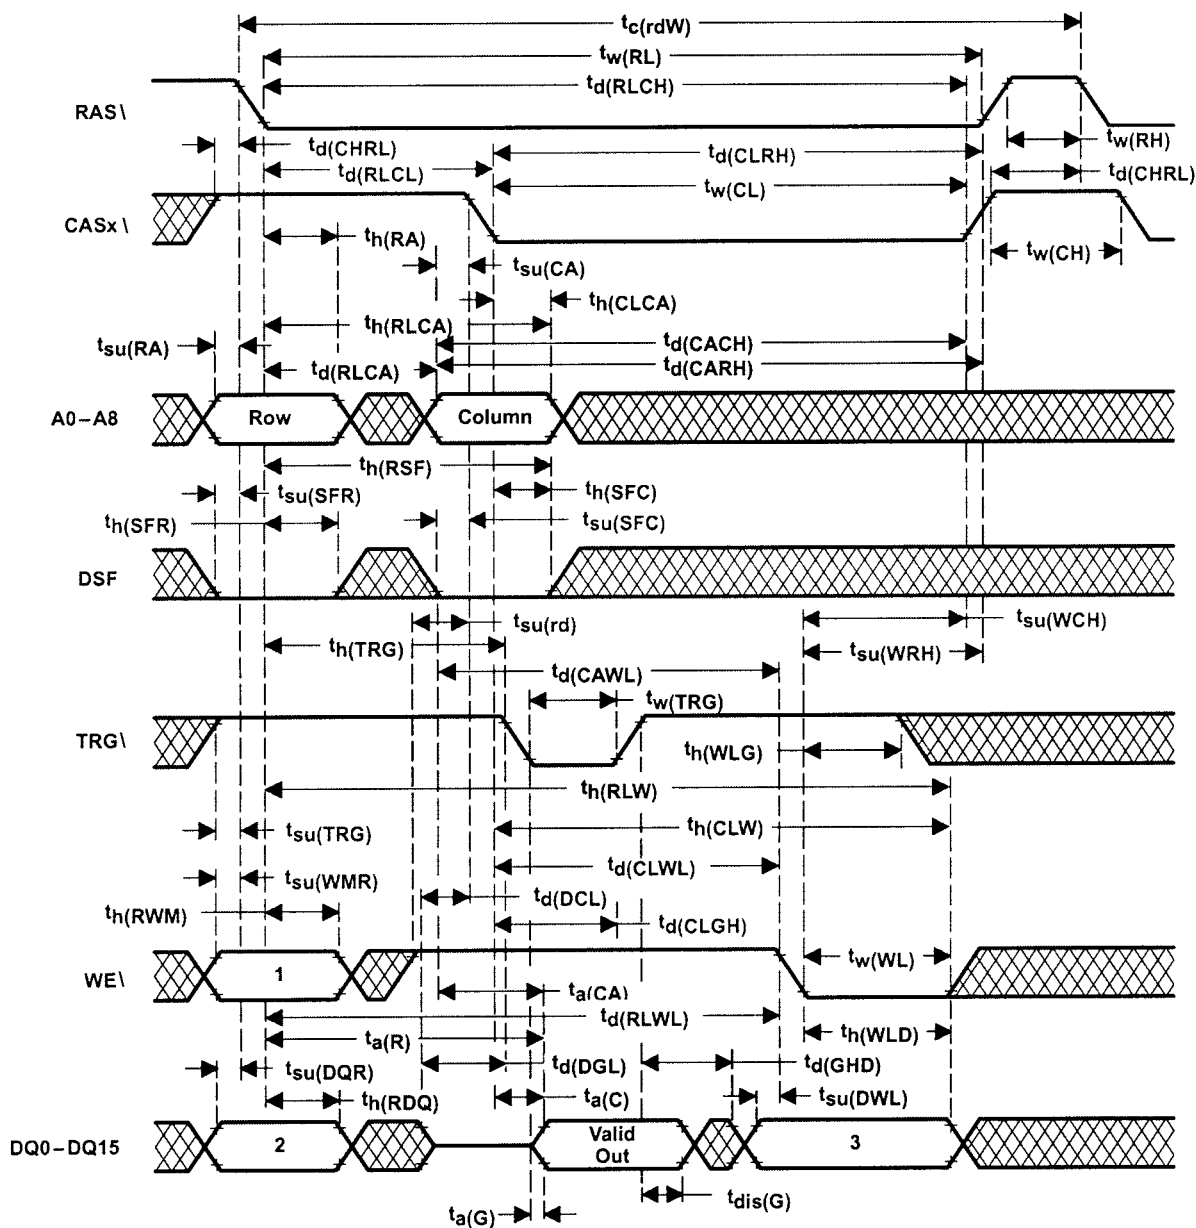 tc(rdW)
tw(RL)
td(RLCH)
RAS\
td(CHRL)
td(CLRH)
tw(RH)
td(RLCL)
td(CHRL)
tw(CL)
CASx \
th(RA)
tw(CH)
tsu(CA)
th(CLCA)
th(RLCA)
tsu(RA)
td(CACH)
td(RLCA)
td(CARH)
A0–A8
Row
Column
th(RSF)
tsu(SFR)
th(SFC)
th(SFR)
tsu(SFC)
DSF
tsu(rd)
tsu(WCH)
th(TRG)
tsu(WRH)
td(CAWL)
tw(TRG)
TRG\
th(WLG)
th(RLW)
tsu(TRG)
th(CLW)
td(CLWL)
tsu(WMR)
td(DCL)
th(RWM)
td(CLGH)
WE\
1
tw(WL)
ta(CA)
td(RLWL)
ta(R)
th(WLD)
tsu(DQR)
td(DGL)
td(GHD)
th(RDQ)
ta(C)
tsu(DWL)
DQ0–DQ15
2
Valid
Out
3
ta(G)
tdis(G)